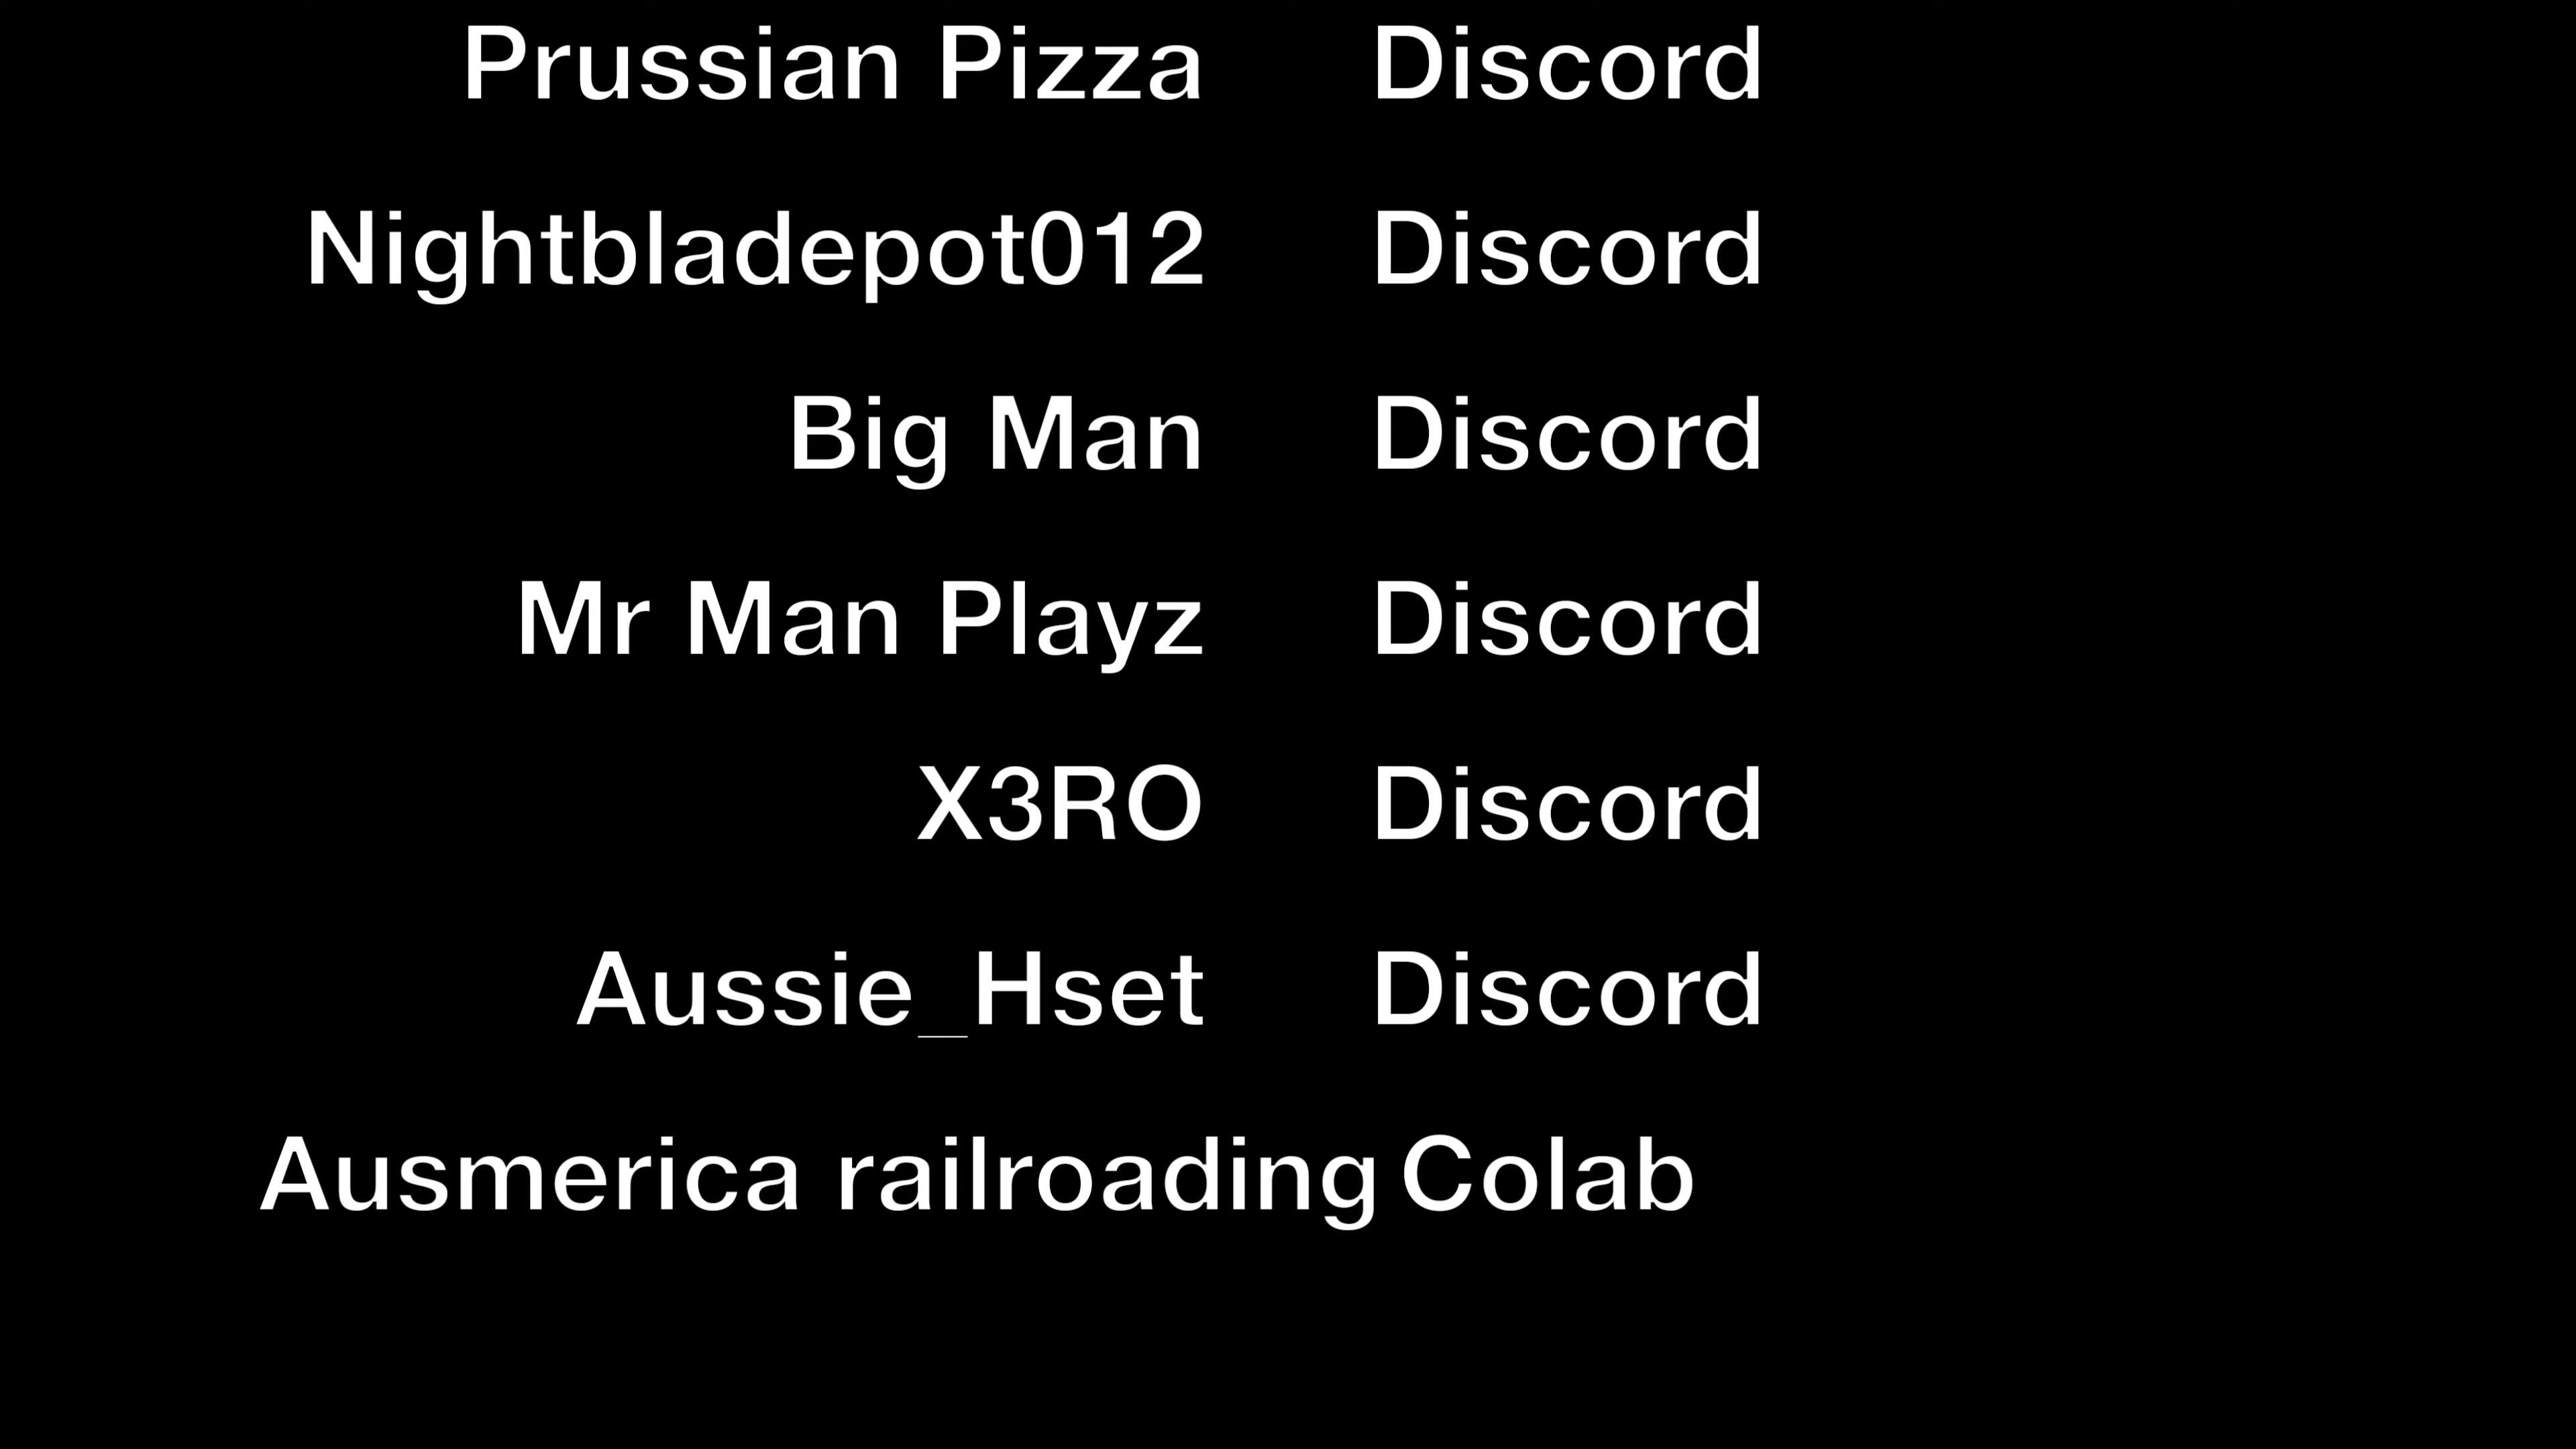 Prussian Pizza Discord
Nightbladepot012 Discord
Big Man Discord
Mr Man Playz Discord
X3RO Discord
Aussie_Hset Discord
Ausmerica railroading Colab